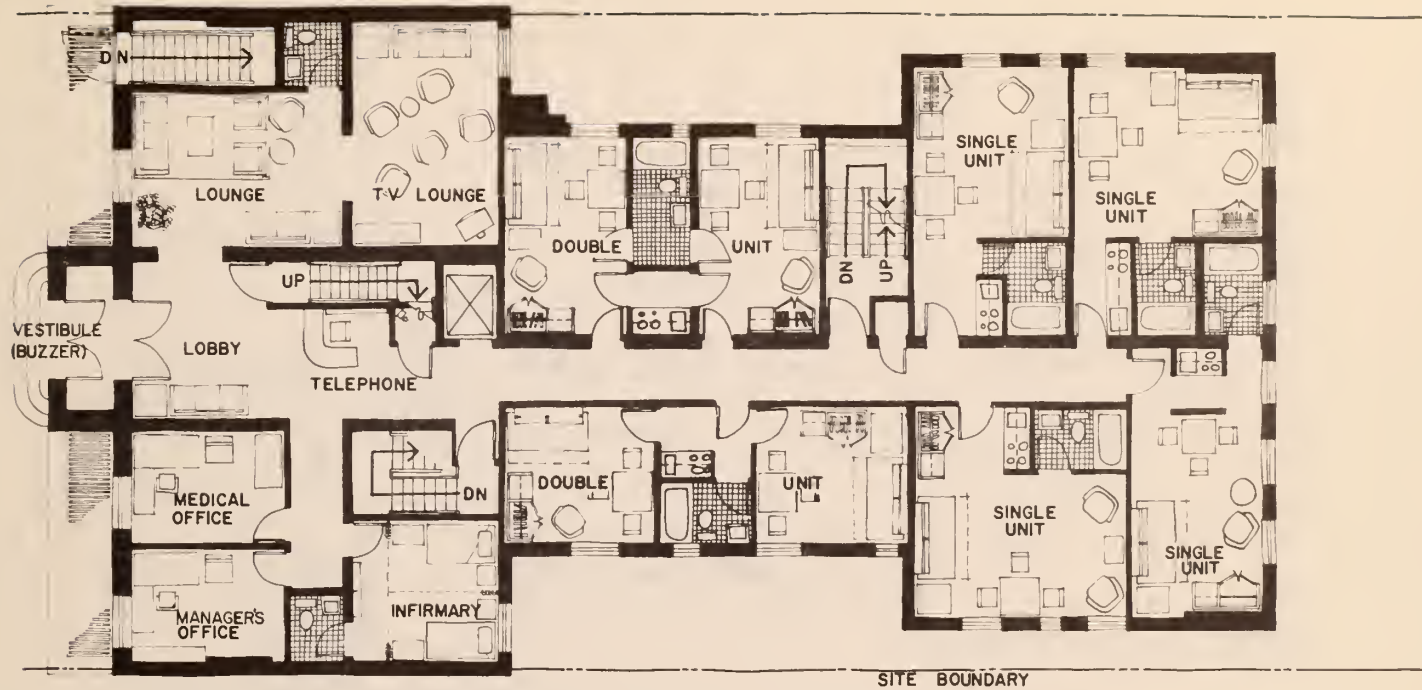 DN
LOUNGE
T.V. LOUNGE
DOUBLE
UNIT
DN
UP
SINGLE
UNIT
SINGLE
UNIT
UP
VESTIBULE
(BUZZER)
LOBBY
TELEPHONE
MEDICAL
OFFICE
DN
DOUBLE
UNIT
SINGLE
UNIT
SINGLE
UNIT
MANAGER'S
OFFICE
INFIRMARY
SITE BOUNDARY